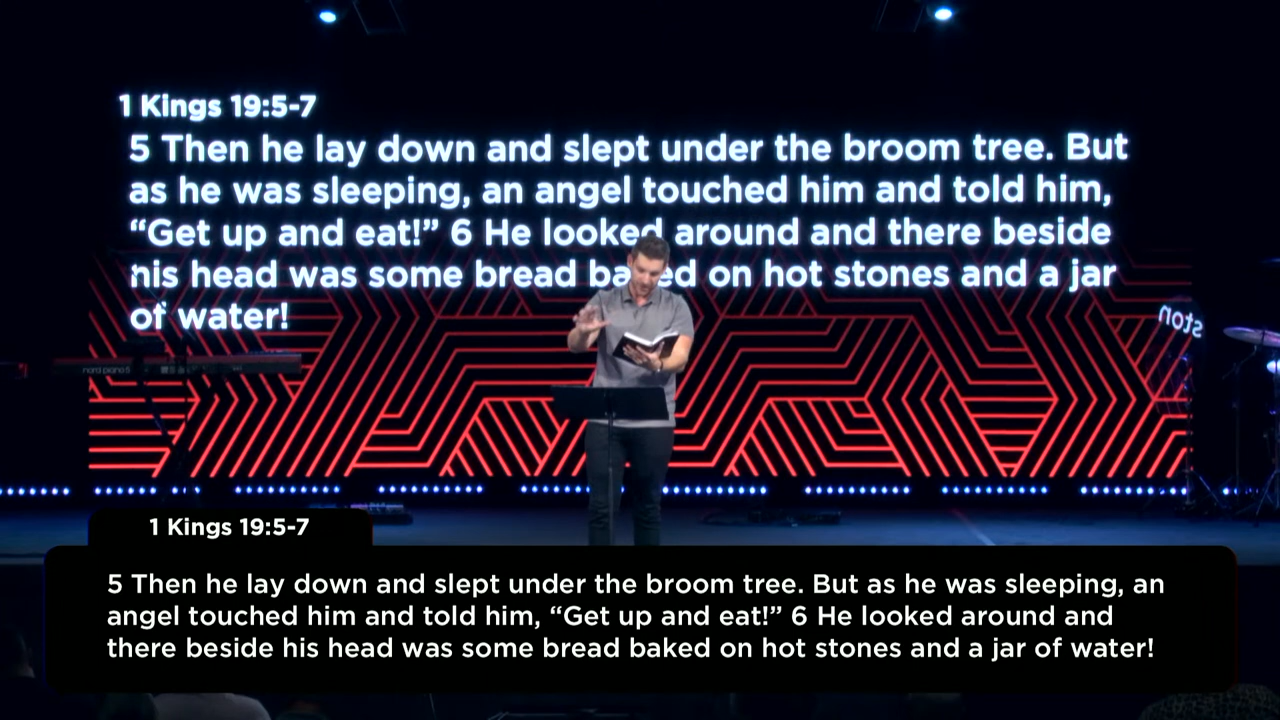 1 Kings 19:5-7
5 Then he lay down and slept under the broom tree. But
as he was sleeping, an angel touched him and told him,
“Get up and eat!” 6 He looked around and there beside
his head was some bread baked on hot stones and a jar
of water!
ston
nord piano 5
1 Kings 19:5-7
5 Then he lay down and slept under the broom tree. But as he was sleeping, an
angel touched him and told him, “Get up and eat!” 6 He looked around and
there beside his head was some bread baked on hot stones and a jar of water!